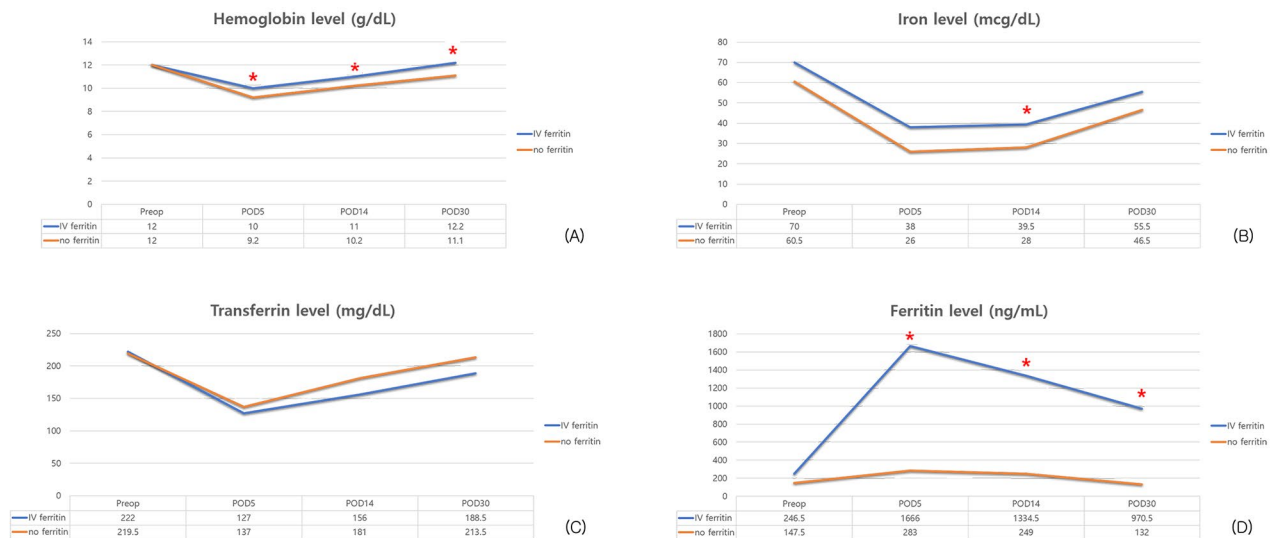 Hemoglobin level (g/dL)
14
12
10
8
6
4
2
0
* * *
IV ferritin
no ferritin
Preop POD5 POD14 POD30
IV ferritin 12 10 11 12.2
no ferritin 12 9.2 10.2 11.1
(A)
Iron level (mcg/dL)
80
70
60
50
40
30
20
10
0
*
IV ferritin
no ferritin
Preop POD5 POD14 POD30
IV ferritin 70 38 39.5 55.5
no ferritin 60.5 26 28 46.5
(B)
Transferrin level (mg/dL)
250
200
150
100
50
0
IV ferritin
no ferritin
Preop POD5 POD14 POD30
IV ferritin 222 127 156 188.5
no ferritin 219.5 137 181 213.5
(C)
Ferritin level (ng/mL)
1800
1600
1400
1200
1000
800
600
400
200
0
* * *
IV ferritin
no ferritin
Preop POD5 POD14 POD30
IV ferritin 246.5 1666 1334.5 970.5
no ferritin 147.5 283 249 132
(D)